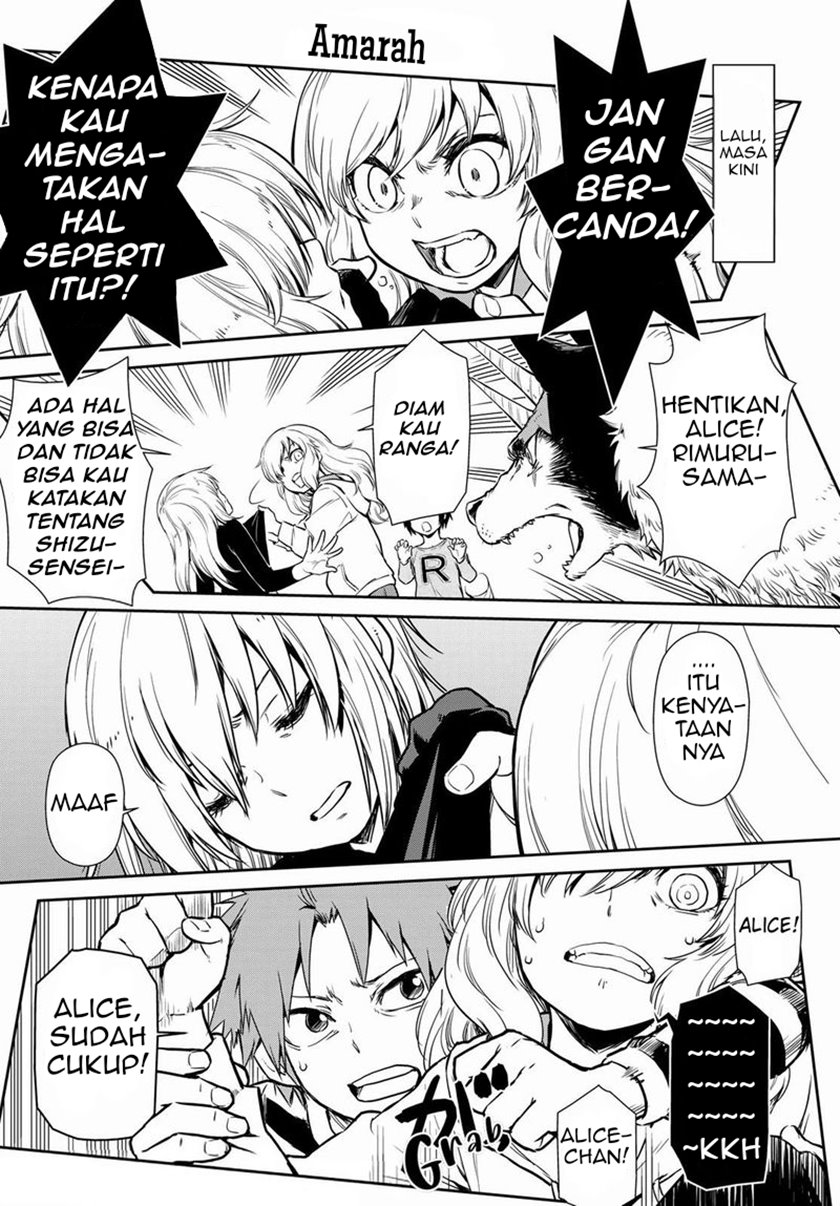 Amarah
LALU,
MASA
KINI
JAN
GAN
BER-
CANDA!
KENAPA
KAU
MENGA-
TAKAN
HAL
SEPERTI
ITU?!
HENTIKAN,
ALICE!
RIMURU-
SAMA-
DIAM
KAU
RANGA!
R
ADA HAL
YANG BISA
DAN TIDAK
BISA KAU
KATAKAN
TENTANG
SHIZU-
SENSEI-
....
ITU
KENYA-
TAAN
NYA
MAAF
ALICE!
~~~~
~~~~
~~~~
~~~~
~KKH
ALICE-
CHAN!
ガッ
Grab
ALICE,
SUDAH
CUKUP!